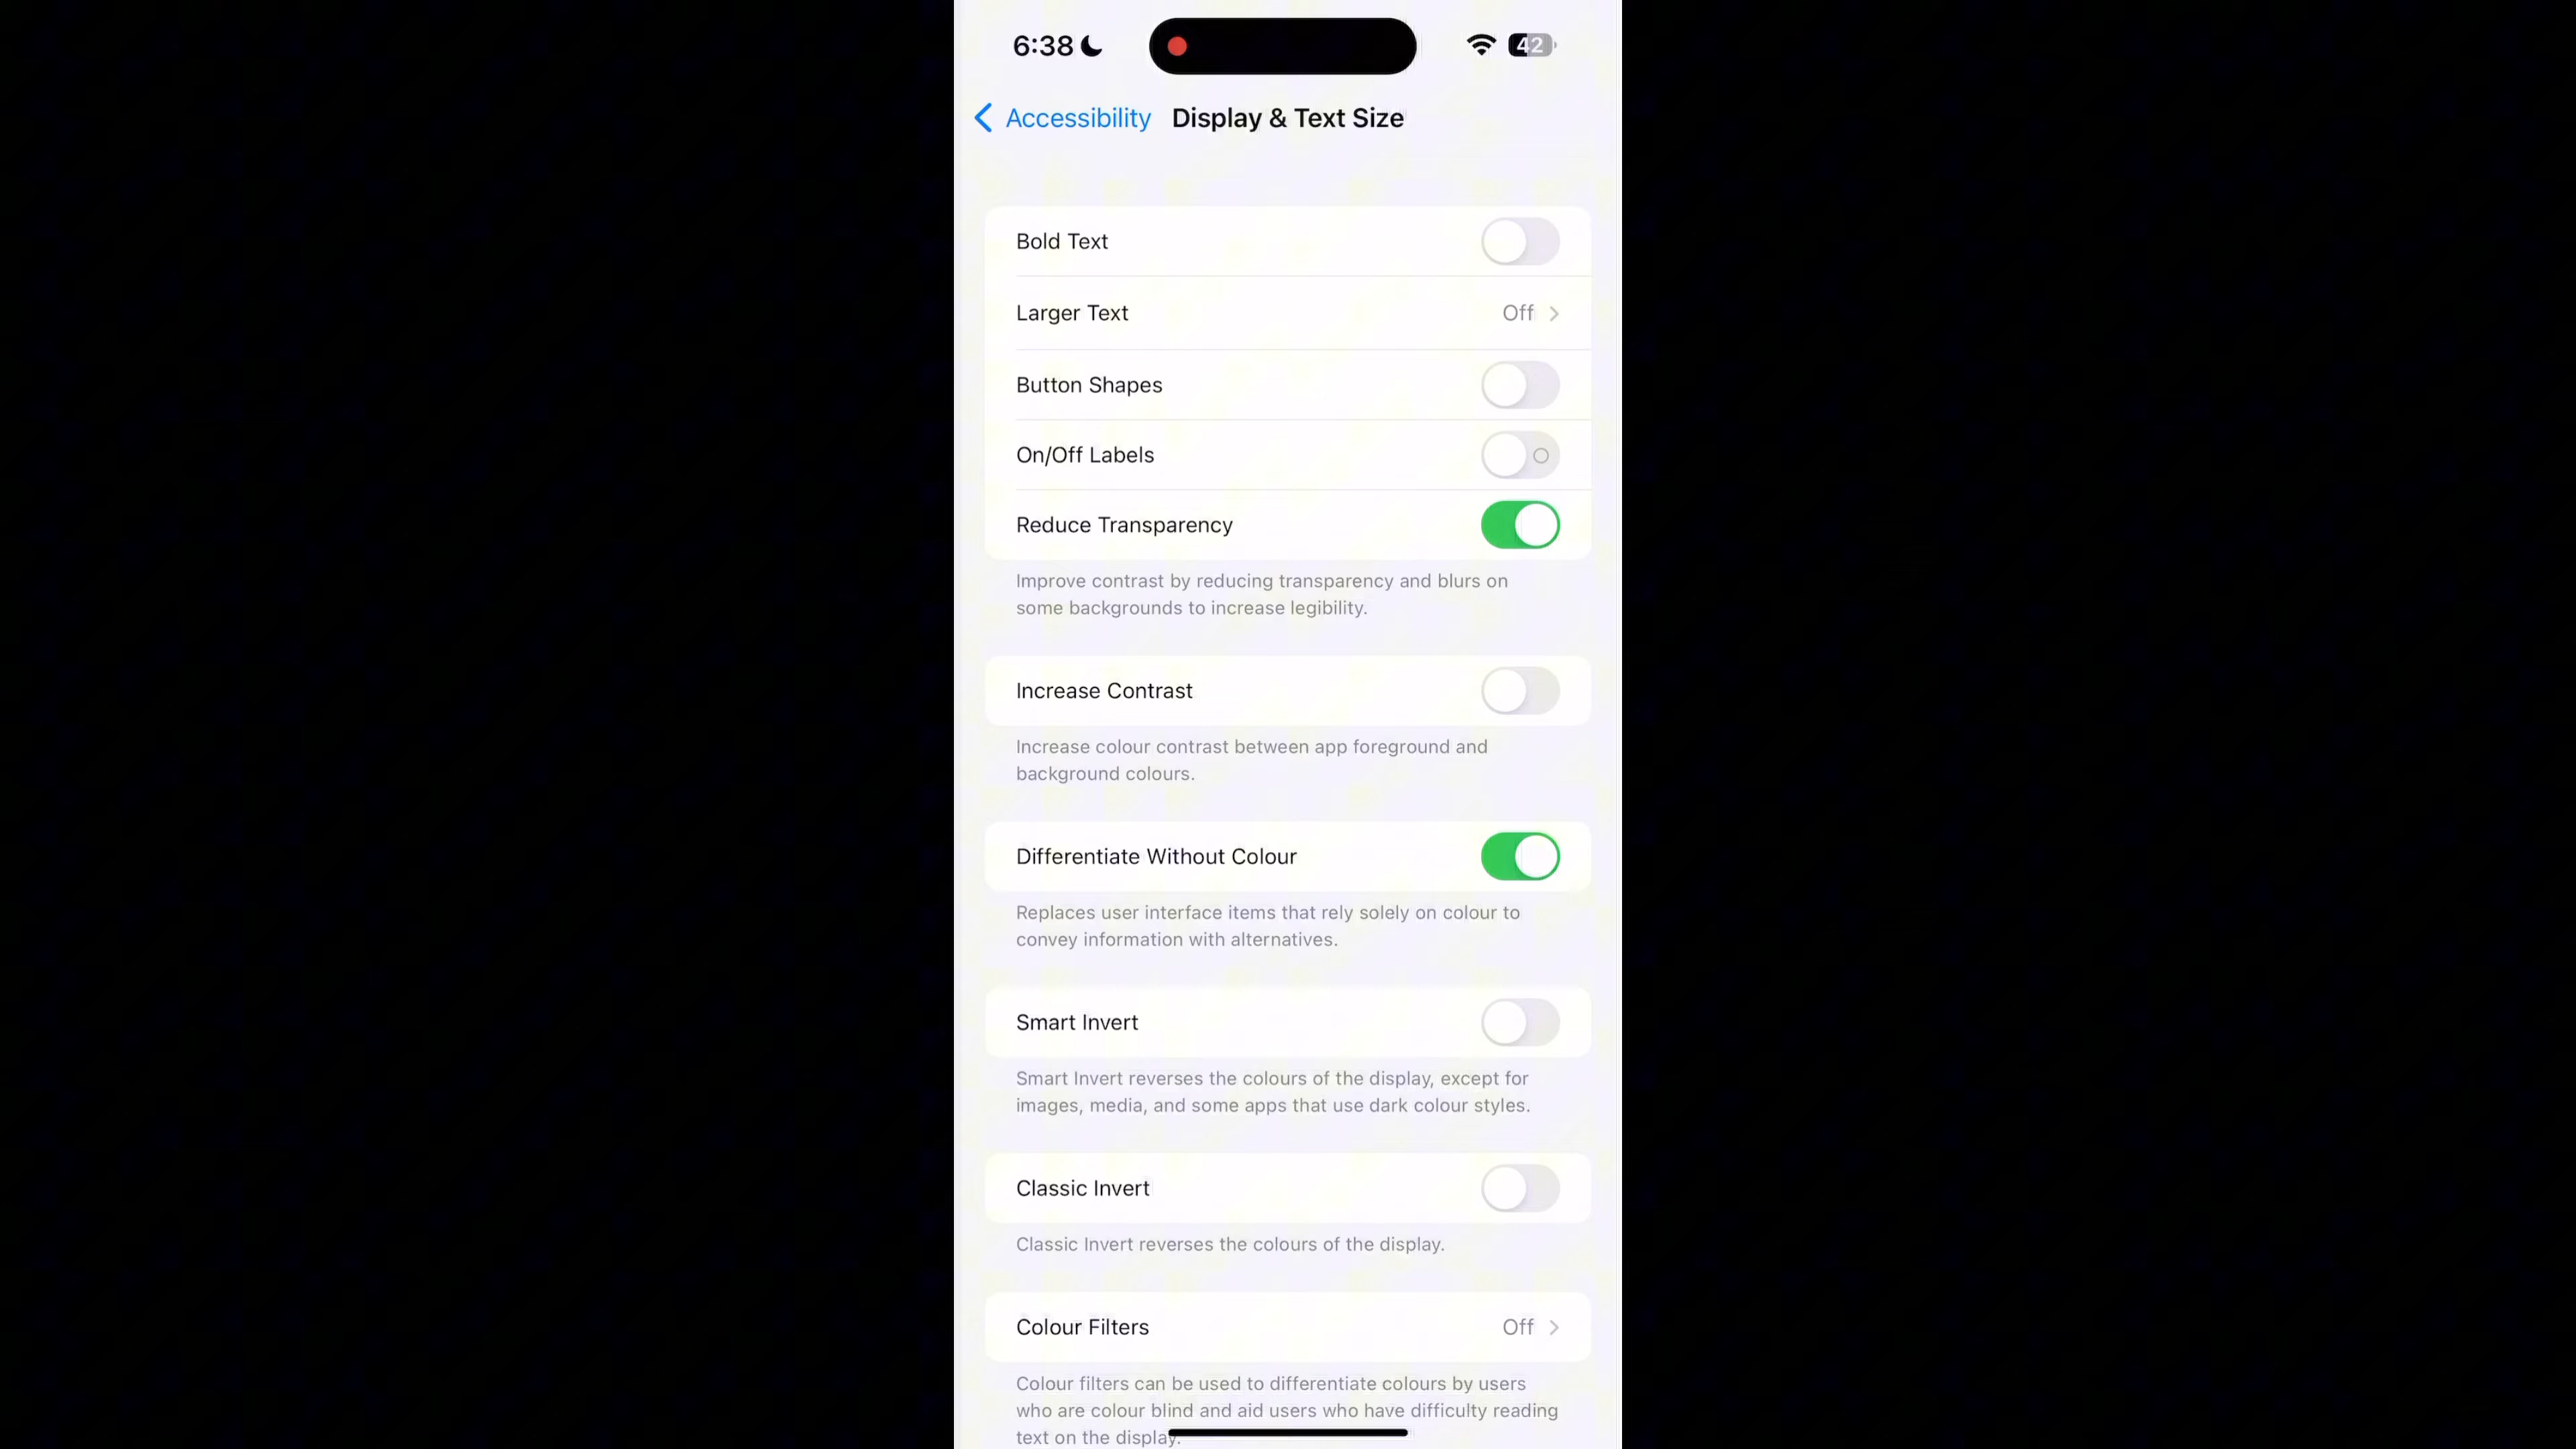 6:38
42
Accessibility Display & Text Size
Bold Text
Larger Text Off
Button Shapes
On/Off Labels
Reduce Transparency
Improve contrast by reducing transparency and blurs on
some backgrounds to increase legibility.
Increase Contrast
Increase colour contrast between app foreground and
background colours.
Differentiate Without Colour
Replaces user interface items that rely solely on colour to
convey information with alternatives.
Smart Invert
Smart Invert reverses the colours of the display, except for
images, media, and some apps that use dark colour styles.
Classic Invert
Classic Invert reverses the colours of the display.
Colour Filters Off
Colour filters can be used to differentiate colours by users
who are colour blind and aid users who have difficulty reading
text on the display.